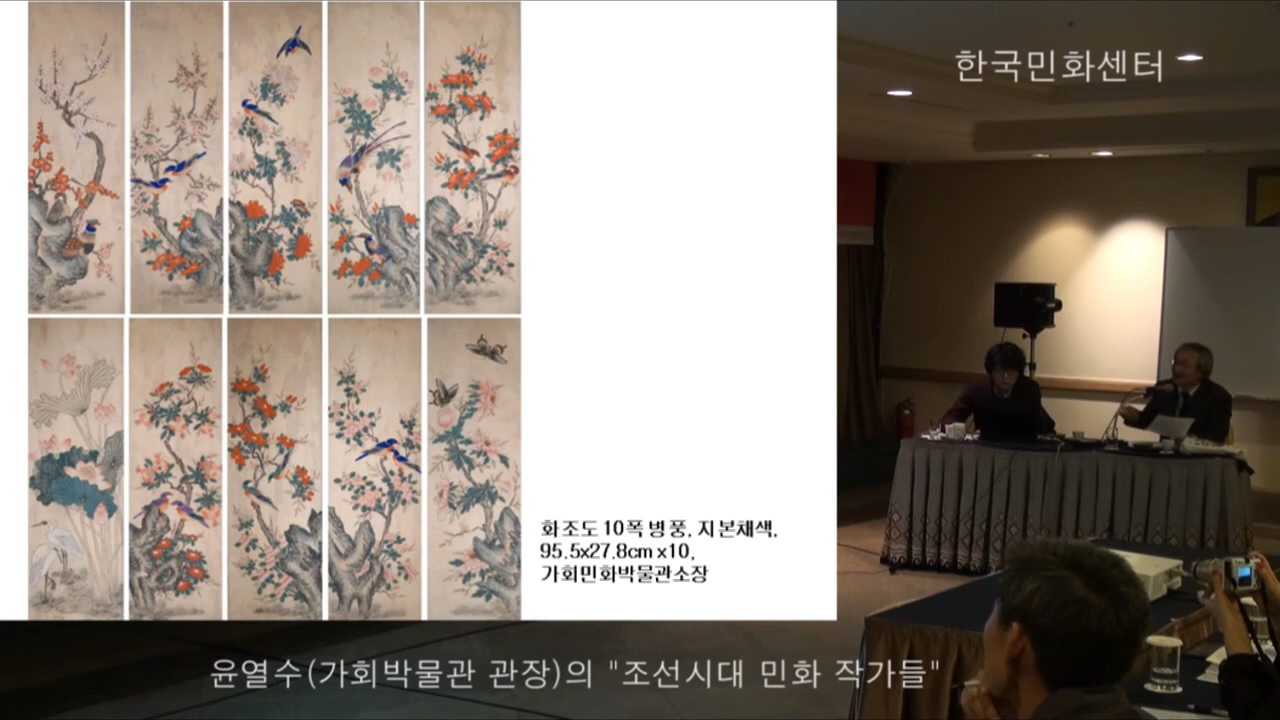 한국민화센터
화조도 10폭 병풍, 지본채색,
95.5x27.8cm x10,
가회민화박물관소장
윤열수(가회박물관 관장)의 "조선시대 민화 작가들"